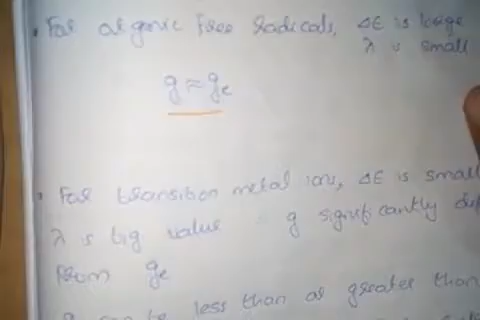 • For organic free radicals, ΔE is large
λ is small
g ≈ ge
• For transition metal ions, ΔE is small
λ is big value g significantly
from ge
less than or greater than